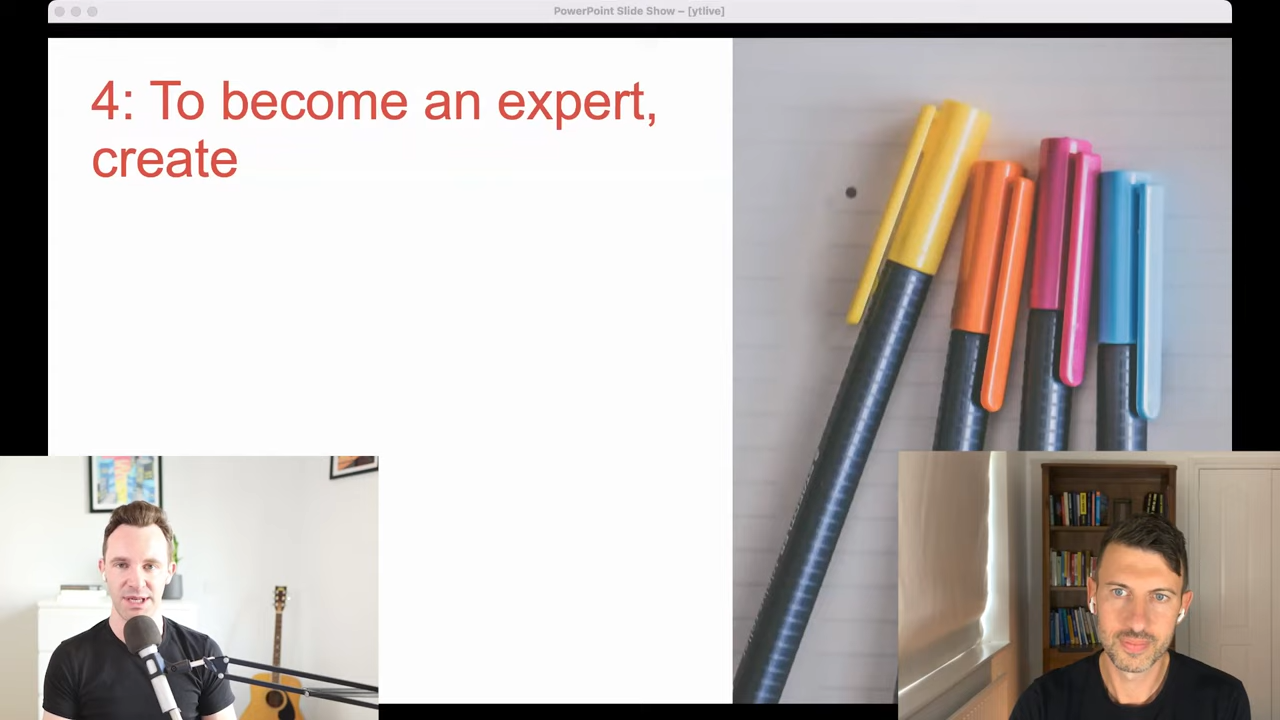 PowerPoint Slide Show – [ytlive]
4: To become an expert,
create